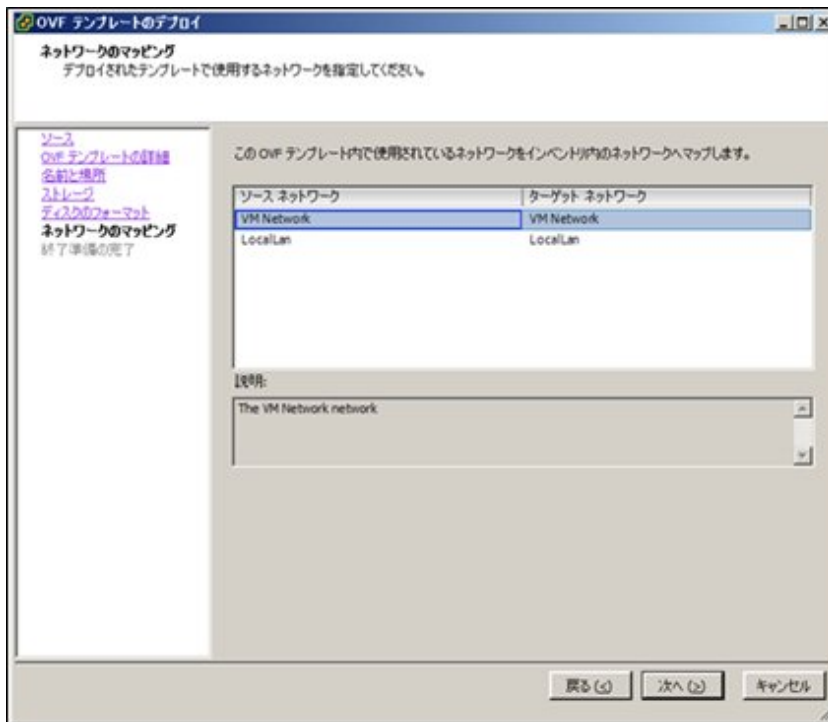 OVF テンプレートのデプロイ
ネットワークのマッピング
デプロイされたテンプレートで使用するネットワークを指定してください。
ソース
OVF テンプレートの詳細
名前と場所
ストレージ
ディスクのフォーマット
ネットワークのマッピング
終了準備の完了
この OVF テンプレート内で使用されているネットワークをインベントリ内のネットワークへマップします。
ソース ネットワーク ターゲット ネットワーク
VM Network VM Network
LocalLan LocalLan
説明:
The VM Network network
戻る(<) 次へ(>) キャンセル